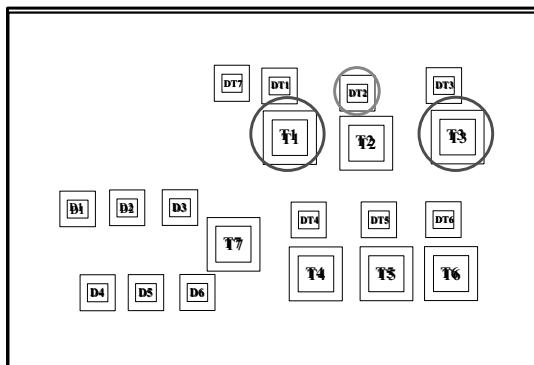 DT7 DT1 DT2 DT3
T1 T2 T3
D1 D2 D3 DT4 DT5 DT6
T7
T4 T5 T6
D4 D5 D6